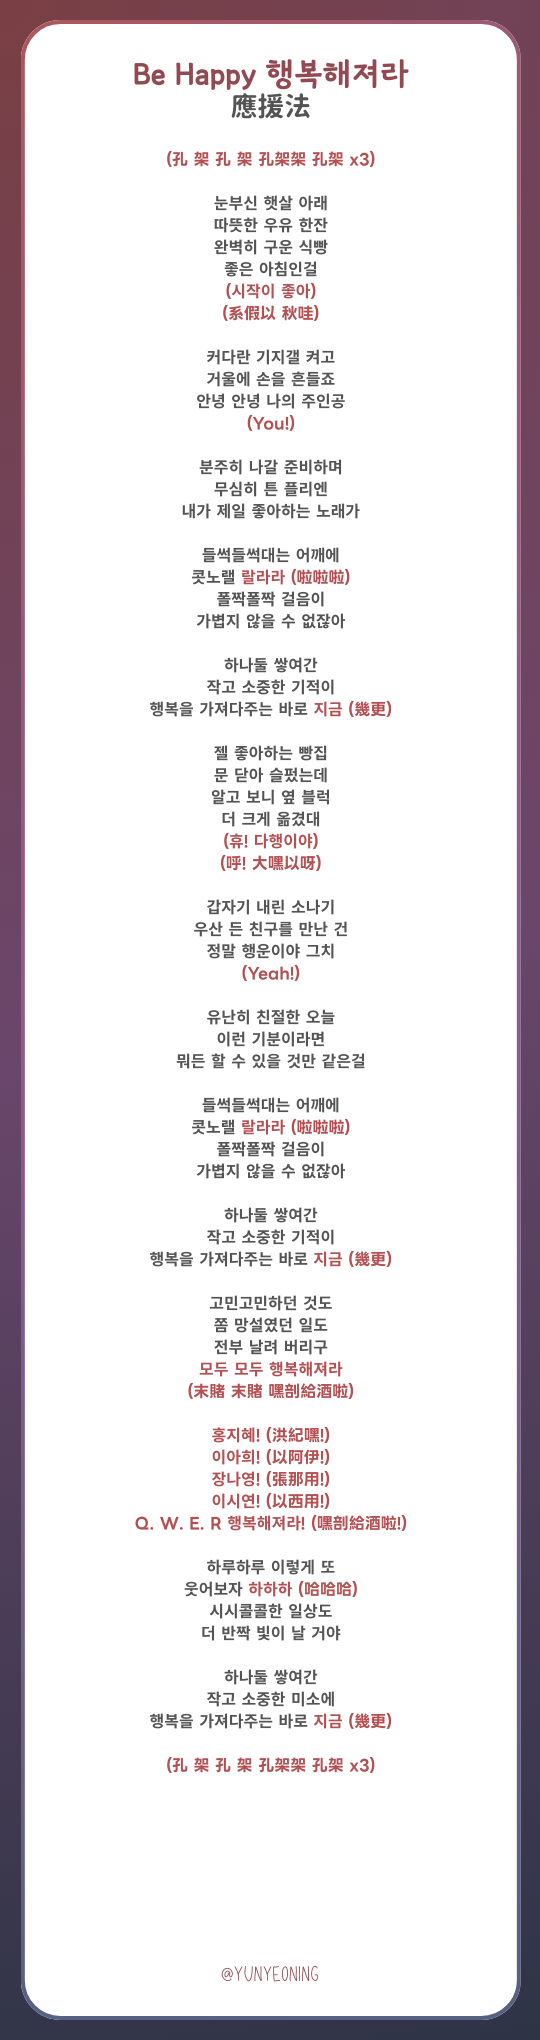 Be Happy 행복해져라
應援法
(孔 架 孔 架 孔架架 孔架 x3)
눈부신 햇살 아래
따뜻한 우유 한잔
완벽히 구운 식빵
좋은 아침인걸
(시작이 좋아)
(系假以 秋哇)
커다란 기지갤 켜고
거울에 손을 흔들죠
안녕 안녕 나의 주인공
(You!)
분주히 나갈 준비하며
무심히 튼 플리엔
내가 제일 좋아하는 노래가
들썩들썩대는 어깨에
콧노랠 랄라라 (啦啦啦)
폴짝폴짝 걸음이
가볍지 않을 수 없잖아
하나둘 쌓여간
작고 소중한 기적이
행복을 가져다주는 바로 지금 (幾更)
젤 좋아하는 빵집
문 닫아 슬펐는데
알고 보니 옆 블럭
더 크게 옮겼대
(휴! 다행이야)
(呼! 大嘿以呀)
갑자기 내린 소나기
우산 든 친구를 만난 건
정말 행운이야 그치
(Yeah!)
유난히 친절한 오늘
이런 기분이라면
뭐든 할 수 있을 것만 같은걸
들썩들썩대는 어깨에
콧노랠 랄라라 (啦啦啦)
폴짝폴짝 걸음이
가볍지 않을 수 없잖아
하나둘 쌓여간
작고 소중한 기적이
행복을 가져다주는 바로 지금 (幾更)
고민고민하던 것도
쫌 망설였던 일도
전부 날려 버리구
모두 모두 행복해져라
(末賭 末賭 嘿剖給酒啦)
홍지혜! (洪紀嘿!)
이아희! (以阿伊!)
장나영! (張那用!)
이시연! (以西用!)
Q. W. E. R 행복해져라! (嘿剖給酒啦!)
하루하루 이렇게 또
웃어보자 하하하 (哈哈哈)
시시콜콜한 일상도
더 반짝 빛이 날 거야
하나둘 쌓여간
작고 소중한 미소에
행복을 가져다주는 바로 지금 (幾更)
(孔 架 孔 架 孔架架 孔架 x3)
@YUNYEONING